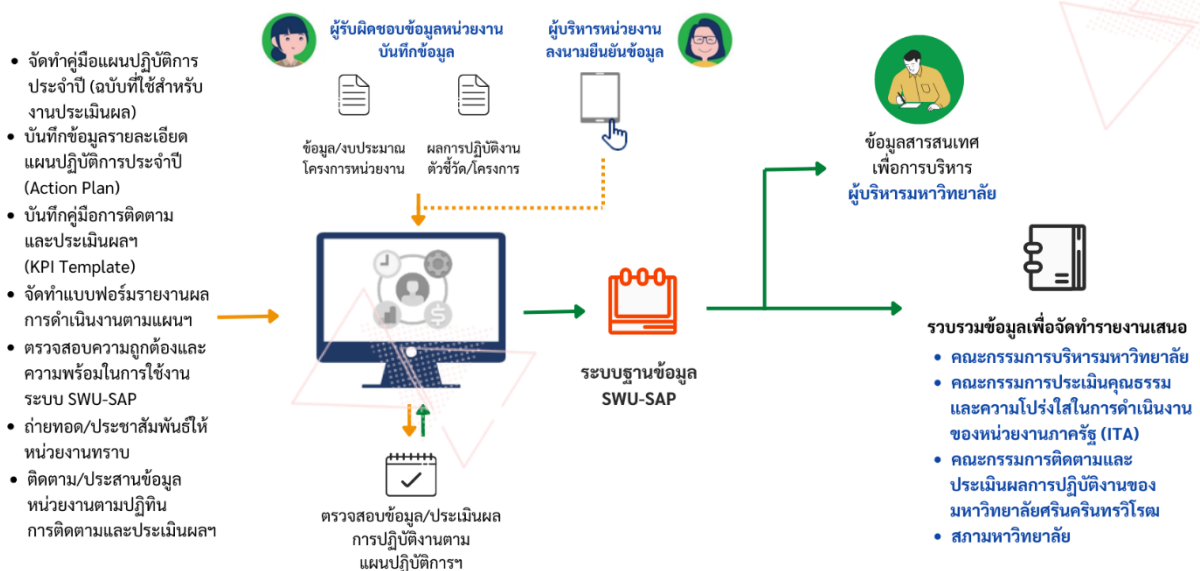 • จัดทำคู่มือแผนปฏิบัติการ
ประจำปี (ฉบับที่ใช้สำหรับ
งานประเมินผล)
• บันทึกข้อมูลรายละเอียด
แผนปฏิบัติการประจำปี
(Action Plan)
• บันทึกคู่มือการติดตาม
และประเมินผลฯ
(KPI Template)
• จัดทำแบบฟอร์มรายงานผล
การดำเนินงานตามแผนฯ
• ตรวจสอบความถูกต้องและ
ความพร้อมในการใช้งาน
ระบบ SWU-SAP
• ถ่ายทอด/ประชาสัมพันธ์ให้
หน่วยงานทราบ
• ติดตาม/ประสานข้อมูล
หน่วยงานตามปฏิทิน
การติดตามและประเมินผลฯ
ผู้รับผิดชอบข้อมูลหน่วยงาน
บันทึกข้อมูล
ข้อมูล/งบประมาณ
โครงการหน่วยงาน
ผลการปฏิบัติงาน
ตัวชี้วัด/โครงการ
ผู้บริหารหน่วยงาน
ลงนามยืนยันข้อมูล
ตรวจสอบข้อมูล/ประเมินผล
การปฏิบัติงานตาม
แผนปฏิบัติการฯ
ระบบฐานข้อมูล
SWU-SAP
ข้อมูลสารสนเทศ
เพื่อการบริหาร
ผู้บริหารมหาวิทยาลัย
รวบรวมข้อมูลเพื่อจัดทำรายงานเสนอ
• คณะกรรมการบริหารมหาวิทยาลัย
• คณะกรรมการประเมินคุณธรรม
และความโปร่งใสในการดำเนินงาน
ของหน่วยงานภาครัฐ (ITA)
• คณะกรรมการติดตามและ
ประเมินผลการปฏิบัติงานของ
มหาวิทยาลัยศรีนครินทรวิโรฒ
• สภามหาวิทยาลัย